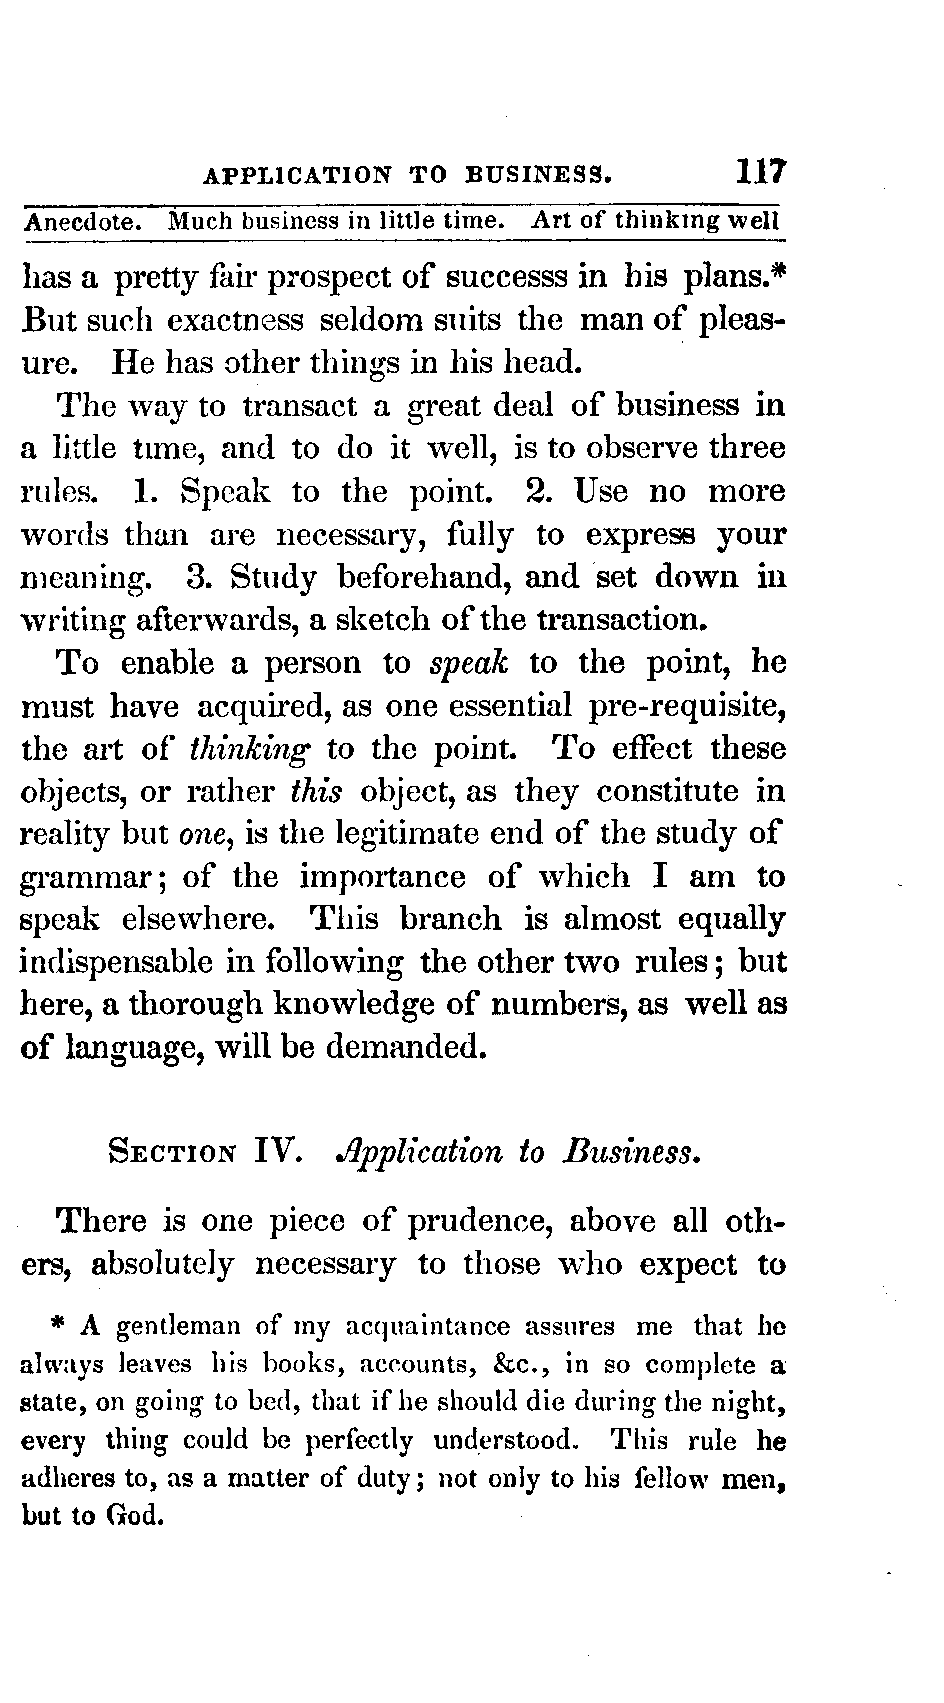 APPLICATION TO BUSINESS. 117
Anecdote. Much business in little time. Art of thinking well
has a pretty fair prospect of successs in his plans.*
But such exactness seldom suits the man of pleas-
ure. He has other things in his head.
The way to transact a great deal of business in
a little time, and to do it well, is to observe three
rules. 1. Speak to the point. 2. Use no more
words than are necessary, fully to express your
meaning. 3. Study beforehand, and set down in
writing afterwards, a sketch of the transaction.
To enable a person to speak to the point, he
must have acquired, as one essential pre-requisite,
the art of thinking to the point. To effect these
objects, or rather this object, as they constitute in
reality but one, is the legitimate end of the study of
grammar; of the importance of which I am to
speak elsewhere. This branch is almost equally
indispensable in following the other two rules; but
here, a thorough knowledge of numbers, as well as
of language, will be demanded.
SECTION IV. Application to Business.
There is one piece of prudence, above all oth-
ers, absolutely necessary to those who expect to
* A gentleman of my acquaintance assures me that he
always leaves his books, accounts, &c., in so complete a
state, on going to bed, that if he should die during the night,
every thing could be perfectly understood. This rule he
adheres to, as a matter of duty; not only to his fellow men,
but to God.